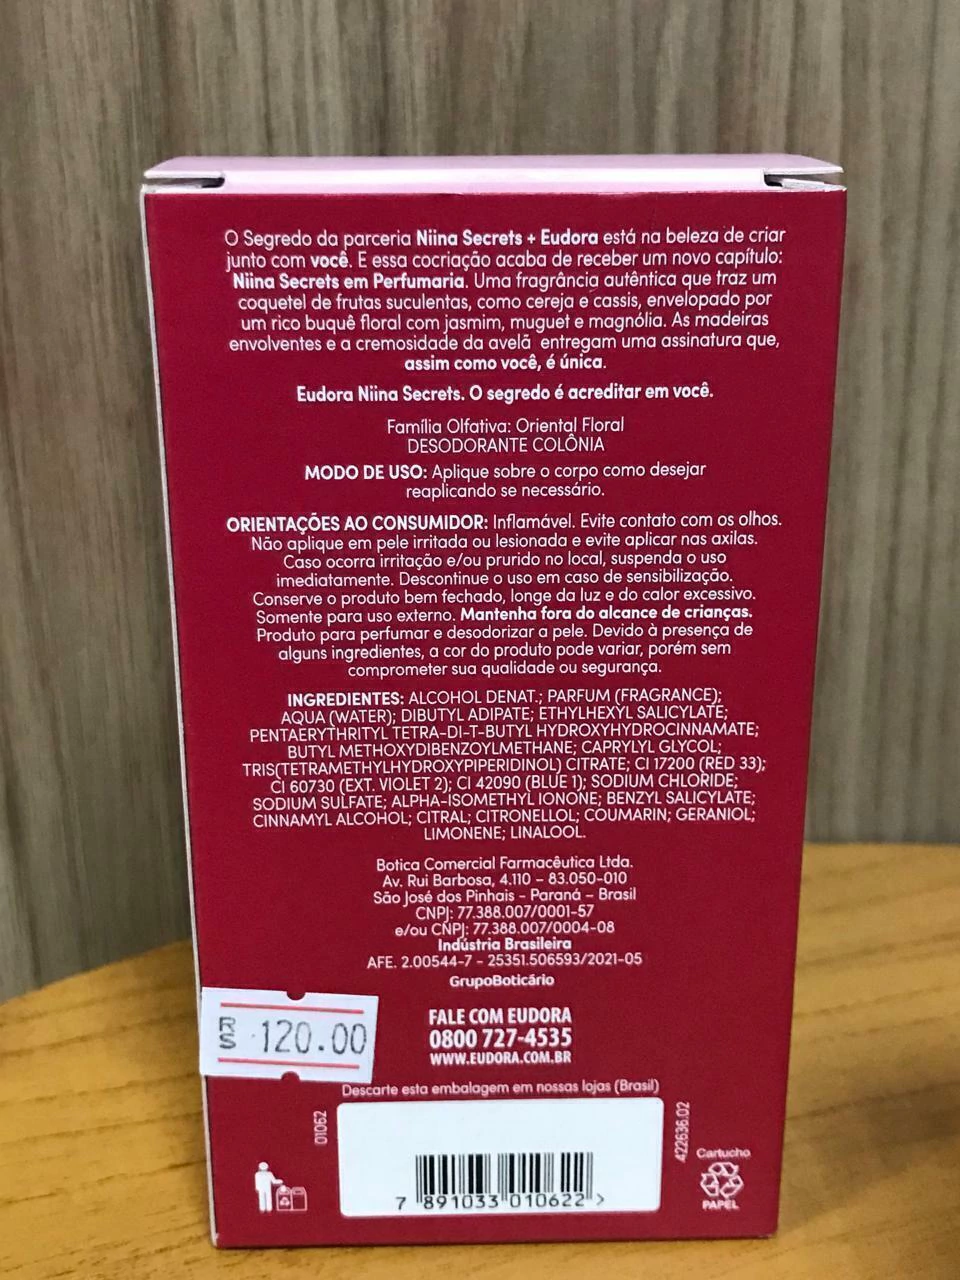 O Segredo da parceria Niina Secrets + Eudora está na beleza de criar
junto com você. E essa cocriação acaba de receber um novo capítulo:
Niina Secrets em Perfumaria. Uma fragrância autêntica que traz um
coquetel de frutas suculentas, como cereja e cassis, envelopado por
um rico buquê floral com jasmim, muguet e magnólia. As madeiras
envolventes e a cremosidade da avelã entregam uma assinatura que,
assim como você, é única.
Eudora Niina Secrets. O segredo é acreditar em você.
Família Olfativa: Oriental Floral
DESODORANTE COLÔNIA
MODO DE USO: Aplique sobre o corpo como desejar
reaplicando se necessário.
ORIENTAÇÕES AO CONSUMIDOR: Inflamável. Evite contato com os olhos.
Não aplique em pele irritada ou lesionada e evite aplicar nas axilas.
Caso ocorra irritação e/ou prurido no local, suspenda o uso
imediatamente. Descontinue o uso em caso de sensibilização.
Conserve o produto bem fechado, longe da luz e do calor excessivo.
Somente para uso externo. Mantenha fora do alcance de crianças.
Produto para perfumar e desodorizar a pele. Devido à presença de
alguns ingredientes, a cor do produto pode variar, porém sem
comprometer sua qualidade ou segurança.
INGREDIENTES: ALCOHOL DENAT.; PARFUM (FRAGRANCE);
AQUA (WATER); DIBUTYL ADIPATE; ETHYLHEXYL SALICYLATE;
PENTAERYTHRITYL TETRA-DI-T-BUTYL HYDROXYHYDROCINNAMATE;
BUTYL METHOXYDIBENZOYLMETHANE; CAPRYLYL GLYCOL;
TRIS(TETRAMETHYLHYDROXYPIPERIDINOL) CITRATE; CI 17200 (RED 33);
CI 60730 (EXT. VIOLET 2); CI 42090 (BLUE 1); SODIUM CHLORIDE;
SODIUM SULFATE; ALPHA-ISOMETHYL IONONE; BENZYL SALICYLATE;
CINNAMYL ALCOHOL; CITRAL; CITRONELLOL; COUMARIN; GERANIOL;
LIMONENE; LINALOOL.
Botica Comercial Farmacêutica Ltda.
Av. Rui Barbosa, 4.110 – 83.050-010
São José dos Pinhais - Paraná – Brasil
CNPJ: 77.388.007/0001-57
e/ou CNPJ: 77.388.007/0004-08
Indústria Brasileira
AFE. 2.00544-7 - 25351.506593/2021-05
GrupoBoticário
FALE COM EUDORA
0800 727-4535
WWW.EUDORA.COM.BR
R$ 120.00
Descarte esta embalagem em nossas lojas (Brasil)
01062
422636.02
Cartucho
PAPEL
7 891033 010622 >